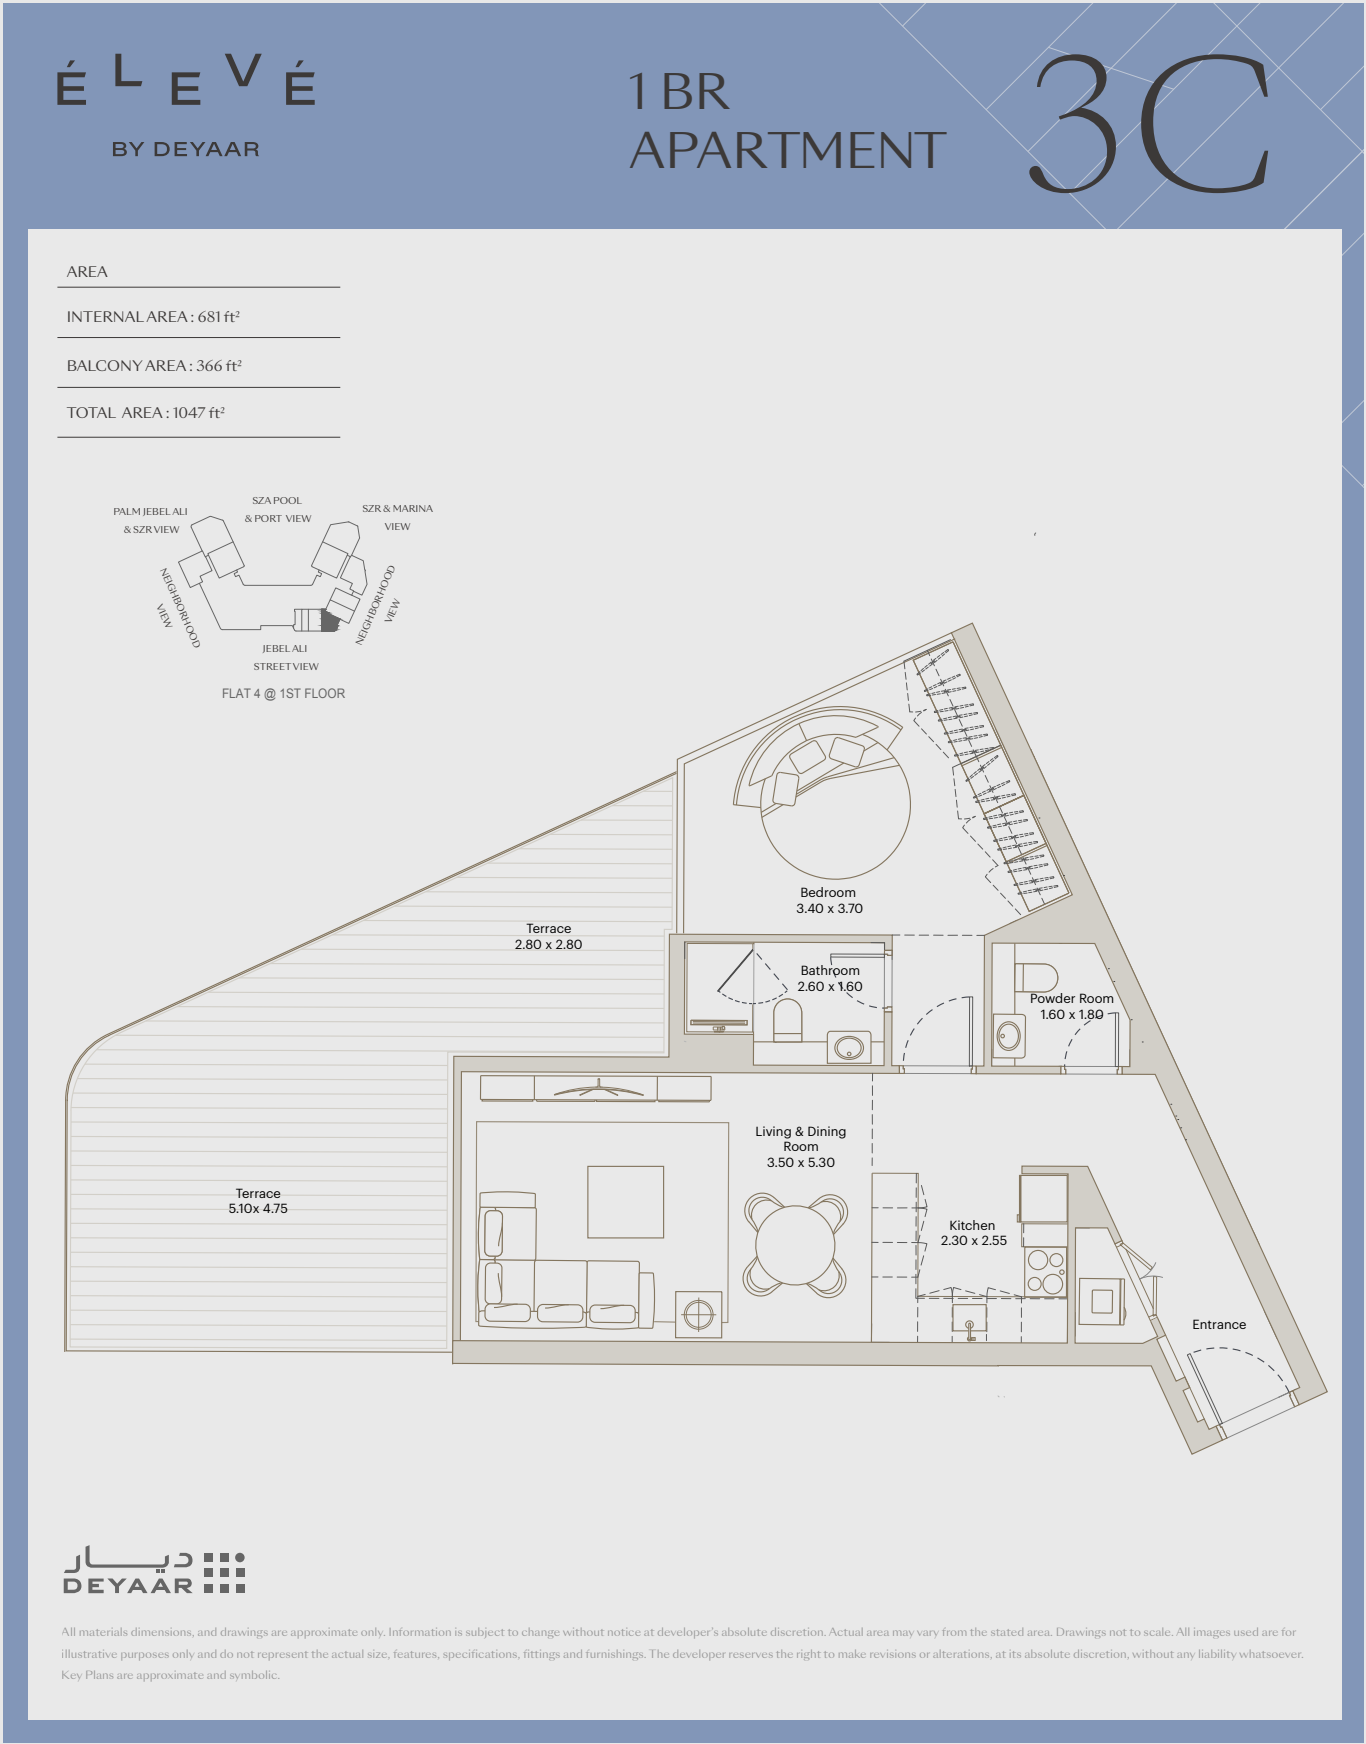 ÉLEVÉ
BY DEYAAR
1 BR
APARTMENT
3C
AREA
INTERNAL AREA : 681 ft²
BALCONY AREA : 366 ft²
TOTAL AREA : 1047 ft²
PALM JEBEL ALI
& SZR VIEW
SZA POOL
& PORT VIEW
SZR & MARINA
VIEW
NEIGHBORHOOD
VIEW
NEIGHBORHOOD
VIEW
JEBEL ALI
STREET VIEW
FLAT 4 @ 1ST FLOOR
Bedroom
3.40 x 3.70
Terrace
2.80 x 2.80
Bathroom
2.60 x 1.60
Powder Room
1.60 x 1.80
Living & Dining
Room
3.50 x 5.30
Terrace
5.10x 4.75
Kitchen
2.30 x 2.55
Entrance
ديار
DEYAAR
All materials dimensions, and drawings are approximate only. Information is subject to change without notice at developer's absolute discretion. Actual area may vary from the stated area. Drawings not to scale. All images used are for
illustrative purposes only and do not represent the actual size, features, specifications, fittings and furnishings. The developer reserves the right to make revisions or alterations, at its absolute discretion, without any liability whatsoever.
Key Plans are approximate and symbolic.